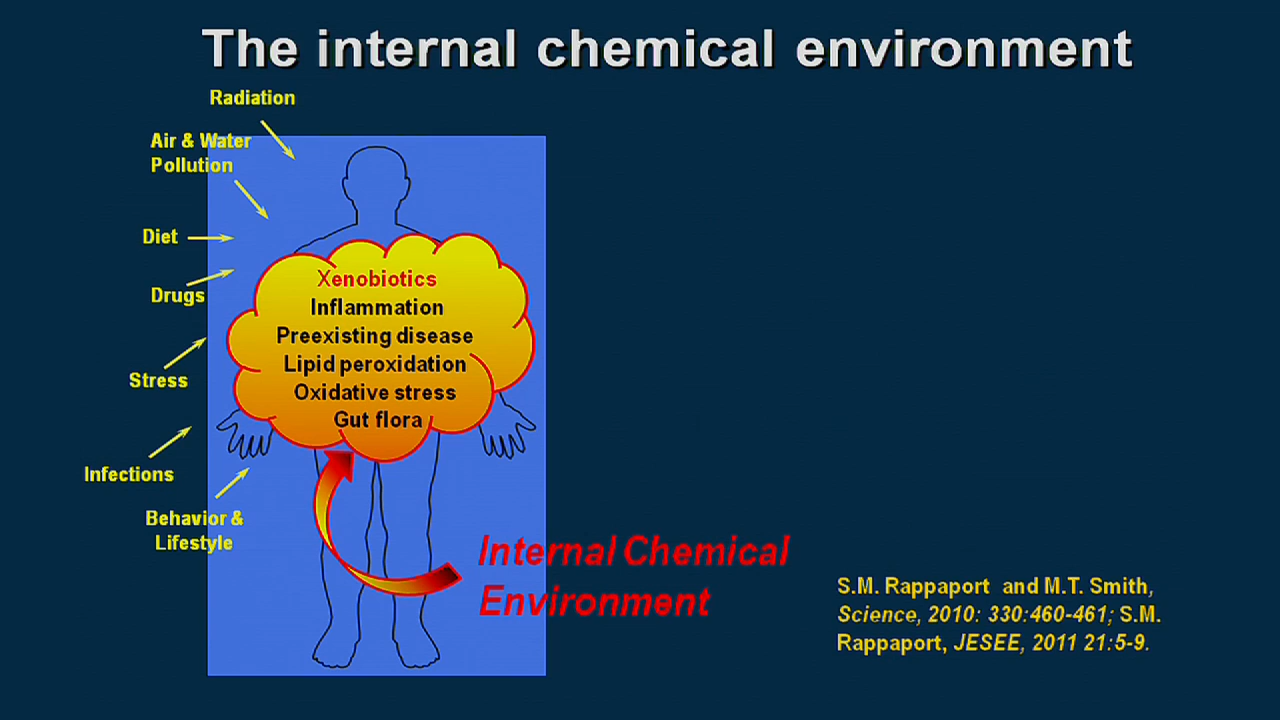 The internal chemical environment
Radiation
Air & Water
Pollution
Diet
Drugs
Stress
Infections
Behavior &
Lifestyle
Xenobiotics
Inflammation
Preexisting disease
Lipid peroxidation
Oxidative stress
Gut flora
Internal Chemical
Environment
S.M. Rappaport and M.T. Smith,
Science, 2010: 330:460-461; S.M.
Rappaport, JESEE, 2011 21:5-9.